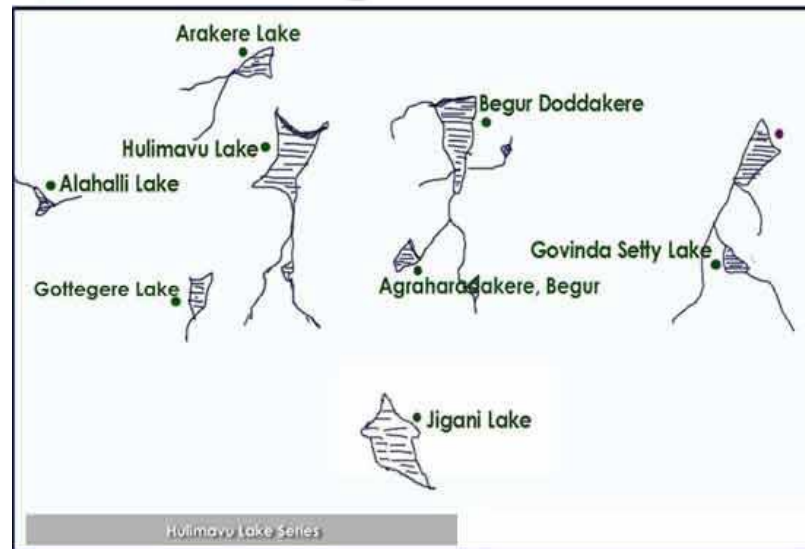 Arakere Lake
Begur Doddakere
Hulimavu Lake
Alahalli Lake
Govinda Setty Lake
Gottegere Lake
Agraharadakere, Begur
Jigani Lake
Hulimavu Lake Series